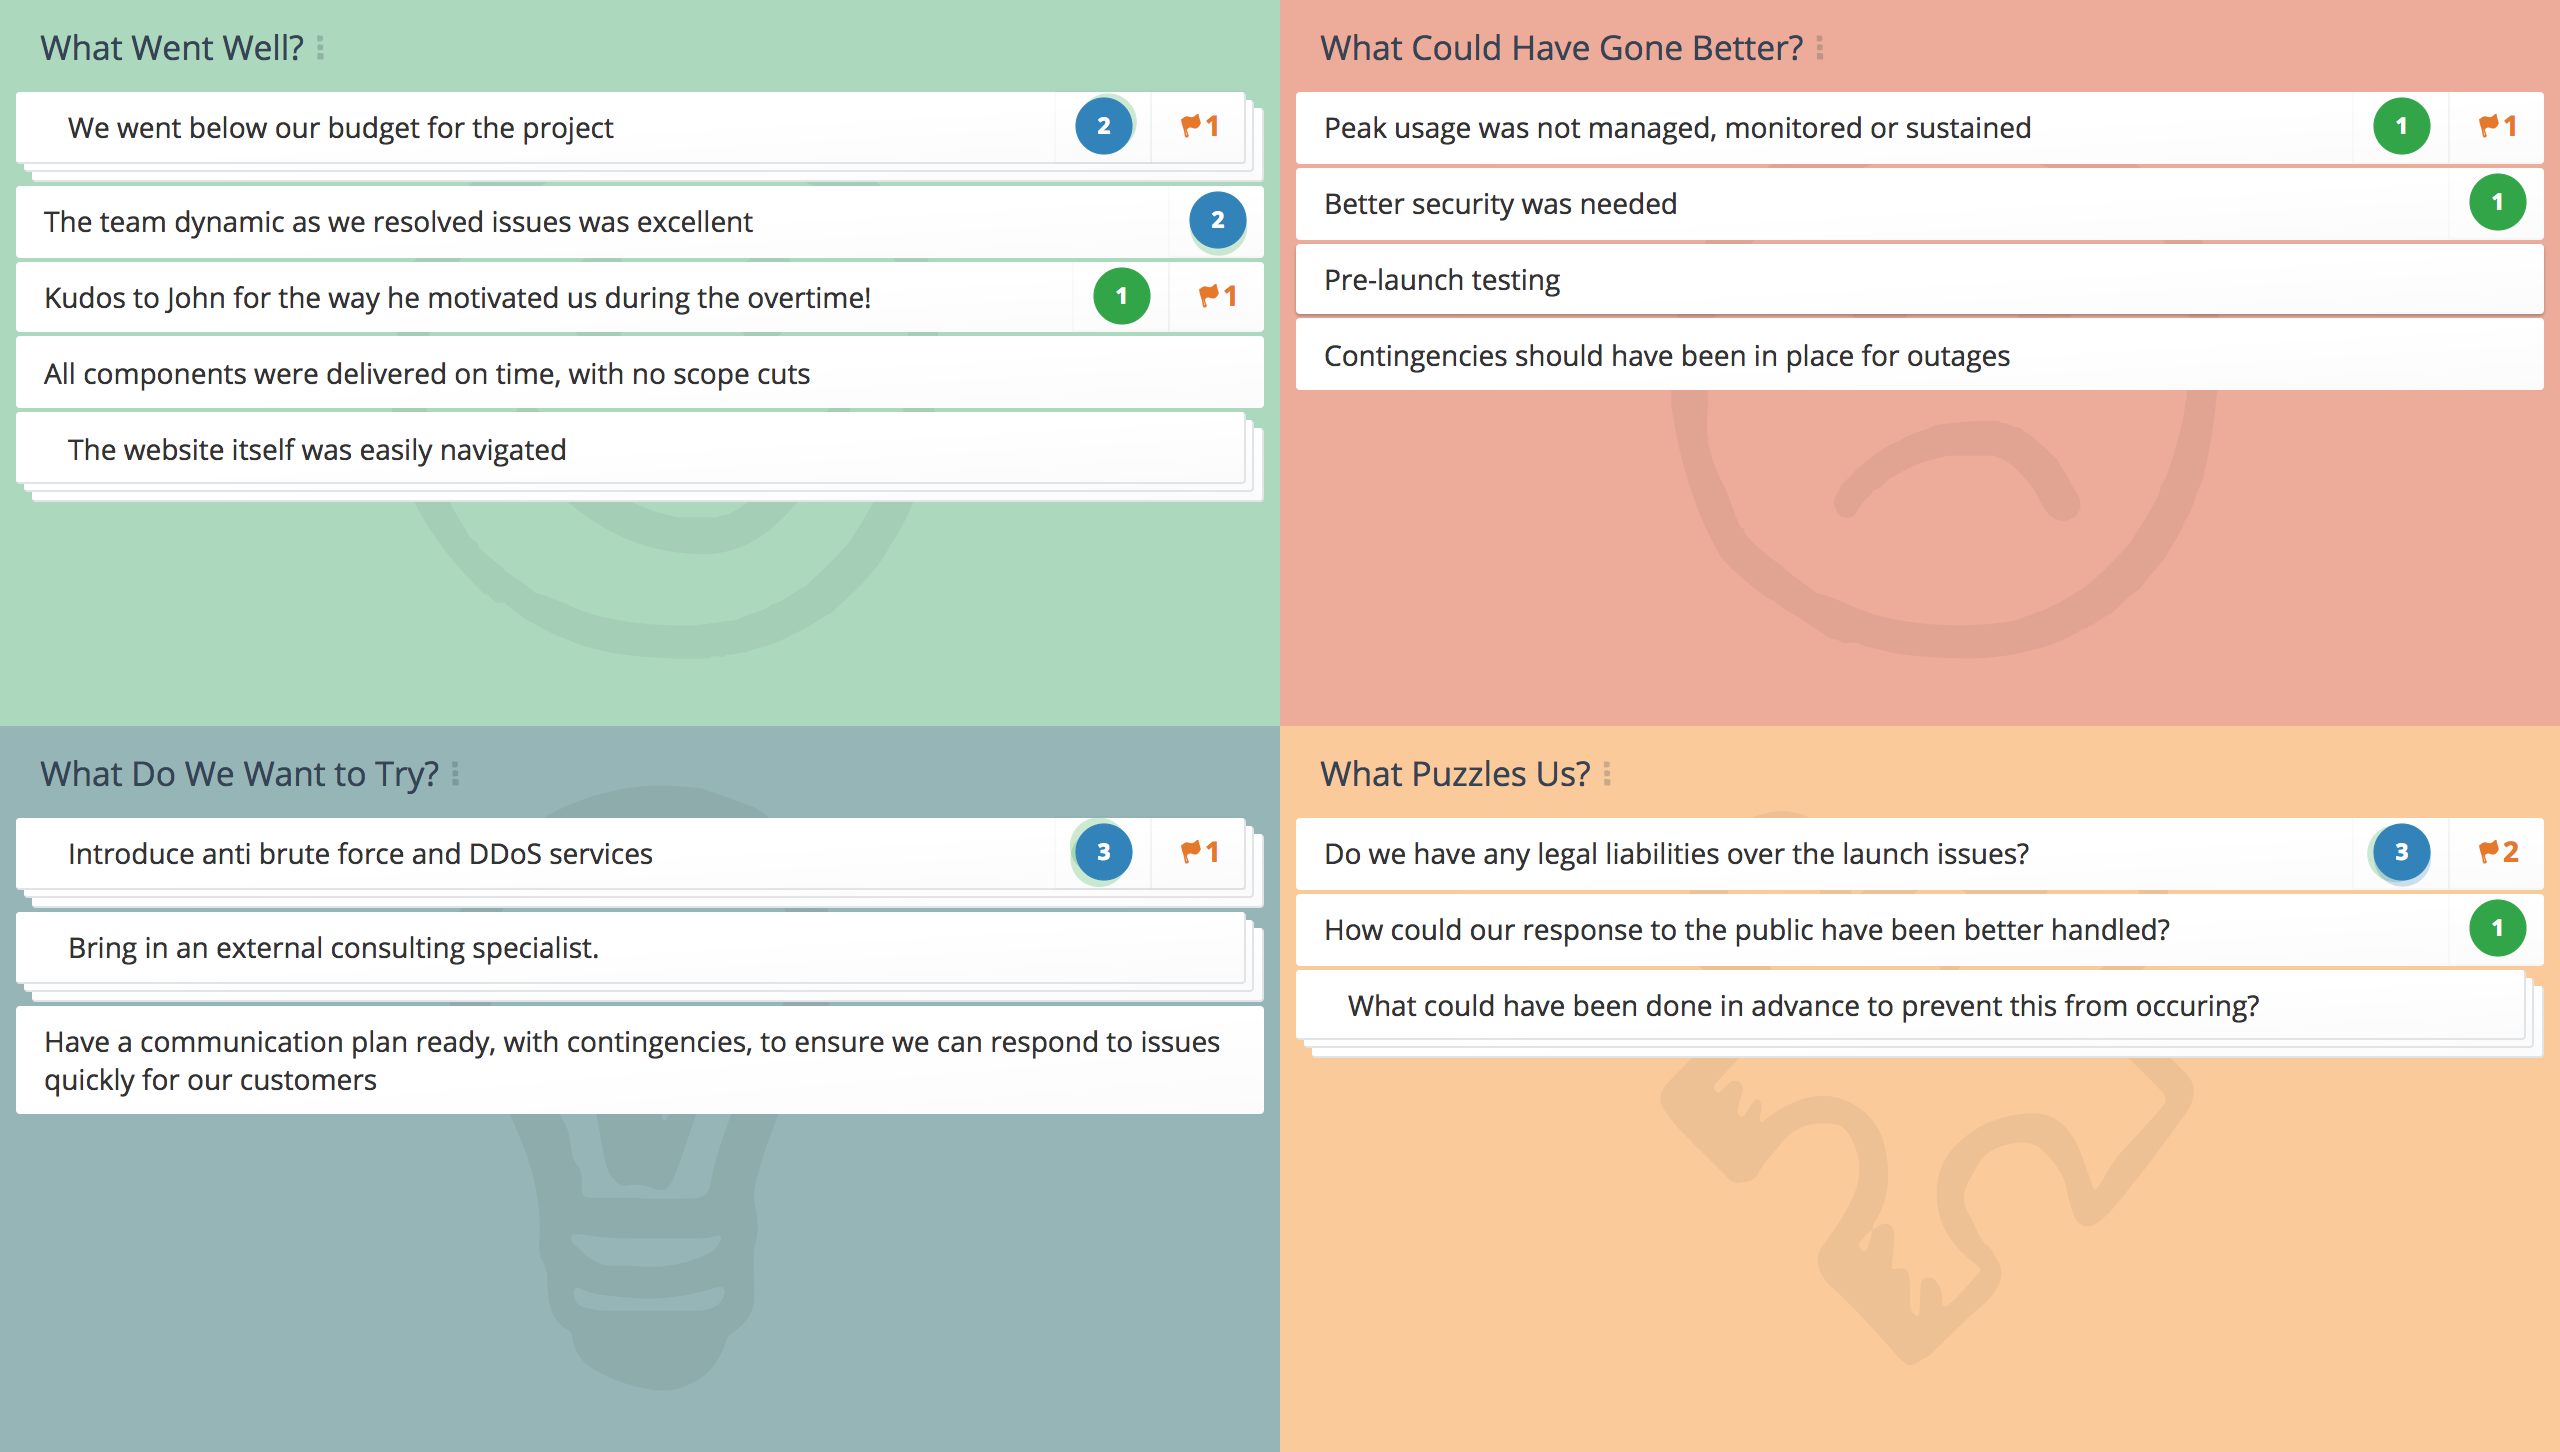 What Went Well?
We went below our budget for the project
2
1
The team dynamic as we resolved issues was excellent
2
Kudos to John for the way he motivated us during the overtime!
1
1
All components were delivered on time, with no scope cuts
The website itself was easily navigated
What Could Have Gone Better?
Peak usage was not managed, monitored or sustained
1
1
Better security was needed
1
Pre-launch testing
Contingencies should have been in place for outages
What Do We Want to Try?
Introduce anti brute force and DDoS services
3
1
Bring in an external consulting specialist.
Have a communication plan ready, with contingencies, to ensure we can respond to issues
quickly for our customers
What Puzzles Us?
Do we have any legal liabilities over the launch issues?
3
2
How could our response to the public have been better handled?
1
What could have been done in advance to prevent this from occuring?